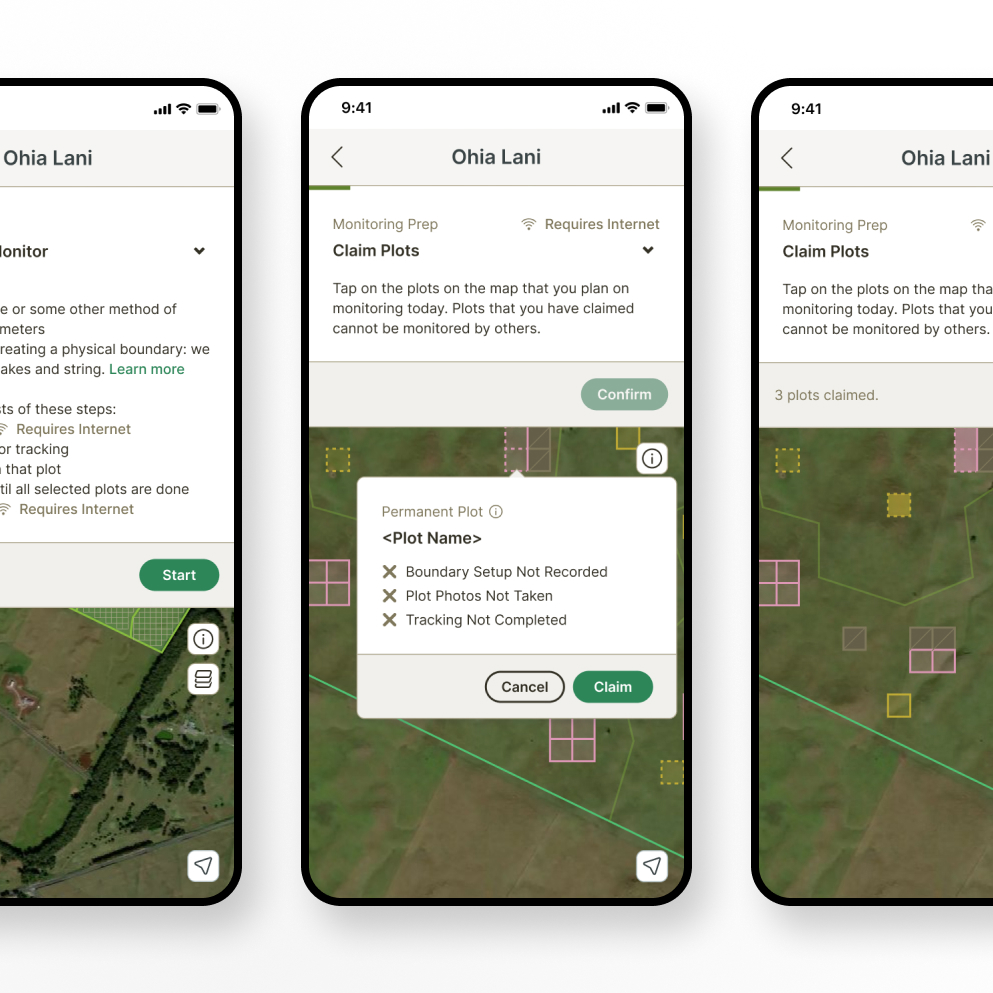 Ohia Lani
lonitor
e or some other method of
meters
reating a physical boundary: we
akes and string. Learn more
sts of these steps:
Requires Internet
or tracking
n that plot
til all selected plots are done
Requires Internet
Start
9:41
Ohia Lani
Monitoring Prep
Requires Internet
Claim Plots
Tap on the plots on the map that you plan on
monitoring today. Plots that you have claimed
cannot be monitored by others.
Confirm
Permanent Plot
<Plot Name>
Boundary Setup Not Recorded
Plot Photos Not Taken
Tracking Not Completed
Cancel
Claim
9:41
Ohia Lani
Monitoring Prep
Claim Plots
Tap on the plots on the map tha
monitoring today. Plots that you
cannot be monitored by others.
3 plots claimed.